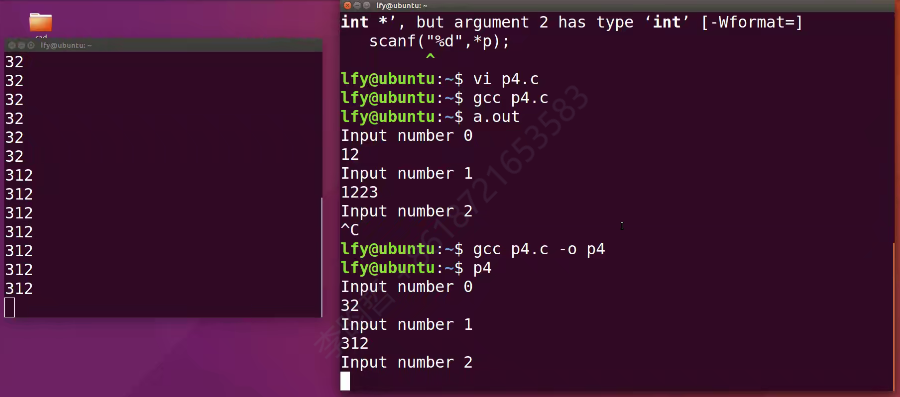 lfy@ubuntu: ~
32
32
32
32
32
32
312
312
312
312
312
312
312
lfy@ubuntu: ~
int *’, but argument 2 has type ‘int’ [-Wformat=]
   scanf("%d",*p);
         ^
lfy@ubuntu:~$ vi p4.c
lfy@ubuntu:~$ gcc p4.c
lfy@ubuntu:~$ a.out
Input number 0
12
Input number 1
1223
Input number 2
^C
lfy@ubuntu:~$ gcc p4.c -o p4
lfy@ubuntu:~$ p4
Input number 0
32
Input number 1
312
Input number 2